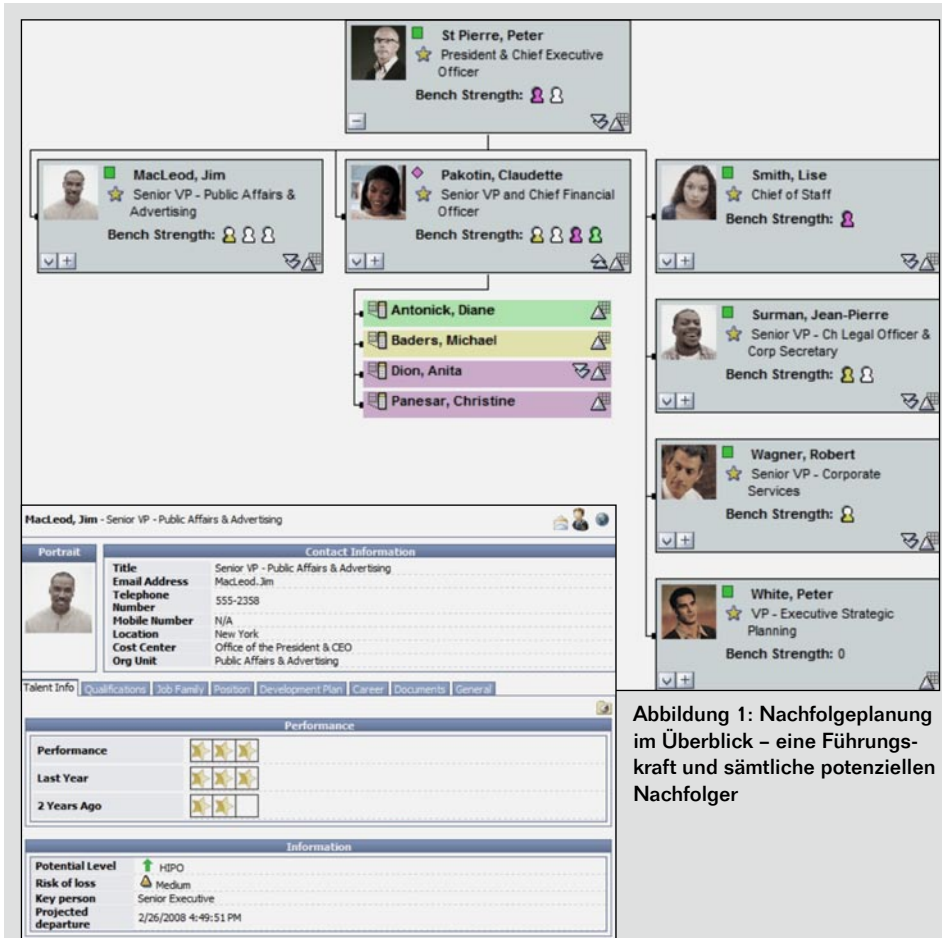 St Pierre, Peter
President & Chief Executive
Officer
Bench Strength:
MacLeod, Jim
Senior VP - Public Affairs &
Advertising
Bench Strength:
Pakotin, Claudette
Senior VP and Chief Financial
Officer
Bench Strength:
Smith, Lise
Chief of Staff
Bench Strength:
Antonick, Diane
Baders, Michael
Dion, Anita
Panesar, Christine
Surman, Jean-Pierre
Senior VP - Ch Legal Officer &
Corp Secretary
Bench Strength:
Wagner, Robert
Senior VP - Corporate
Services
Bench Strength:
White, Peter
VP - Executive Strategic
Planning
Bench Strength: 0
MacLeod, Jim - Senior VP - Public Affairs & Advertising
Portrait
Contact Information
Title Senior VP - Public Affairs & Advertising
Email Address MacLeod.Jim
Telephone
Number 555-2358
Mobile Number N/A
Location New York
Cost Center Office of the President & CEO
Org Unit Public Affairs & Advertising
Talent Info Qualifications Job Family Position Development Plan Career Documents General
Performance
Performance
Last Year
2 Years Ago
Information
Potential Level HIPO
Risk of loss Medium
Key person Senior Executive
Projected
departure 2/26/2008 4:49:51 PM
Abbildung 1: Nachfolgeplanung
im Überblick – eine Führungs-
kraft und sämtliche potenziellen
Nachfolger